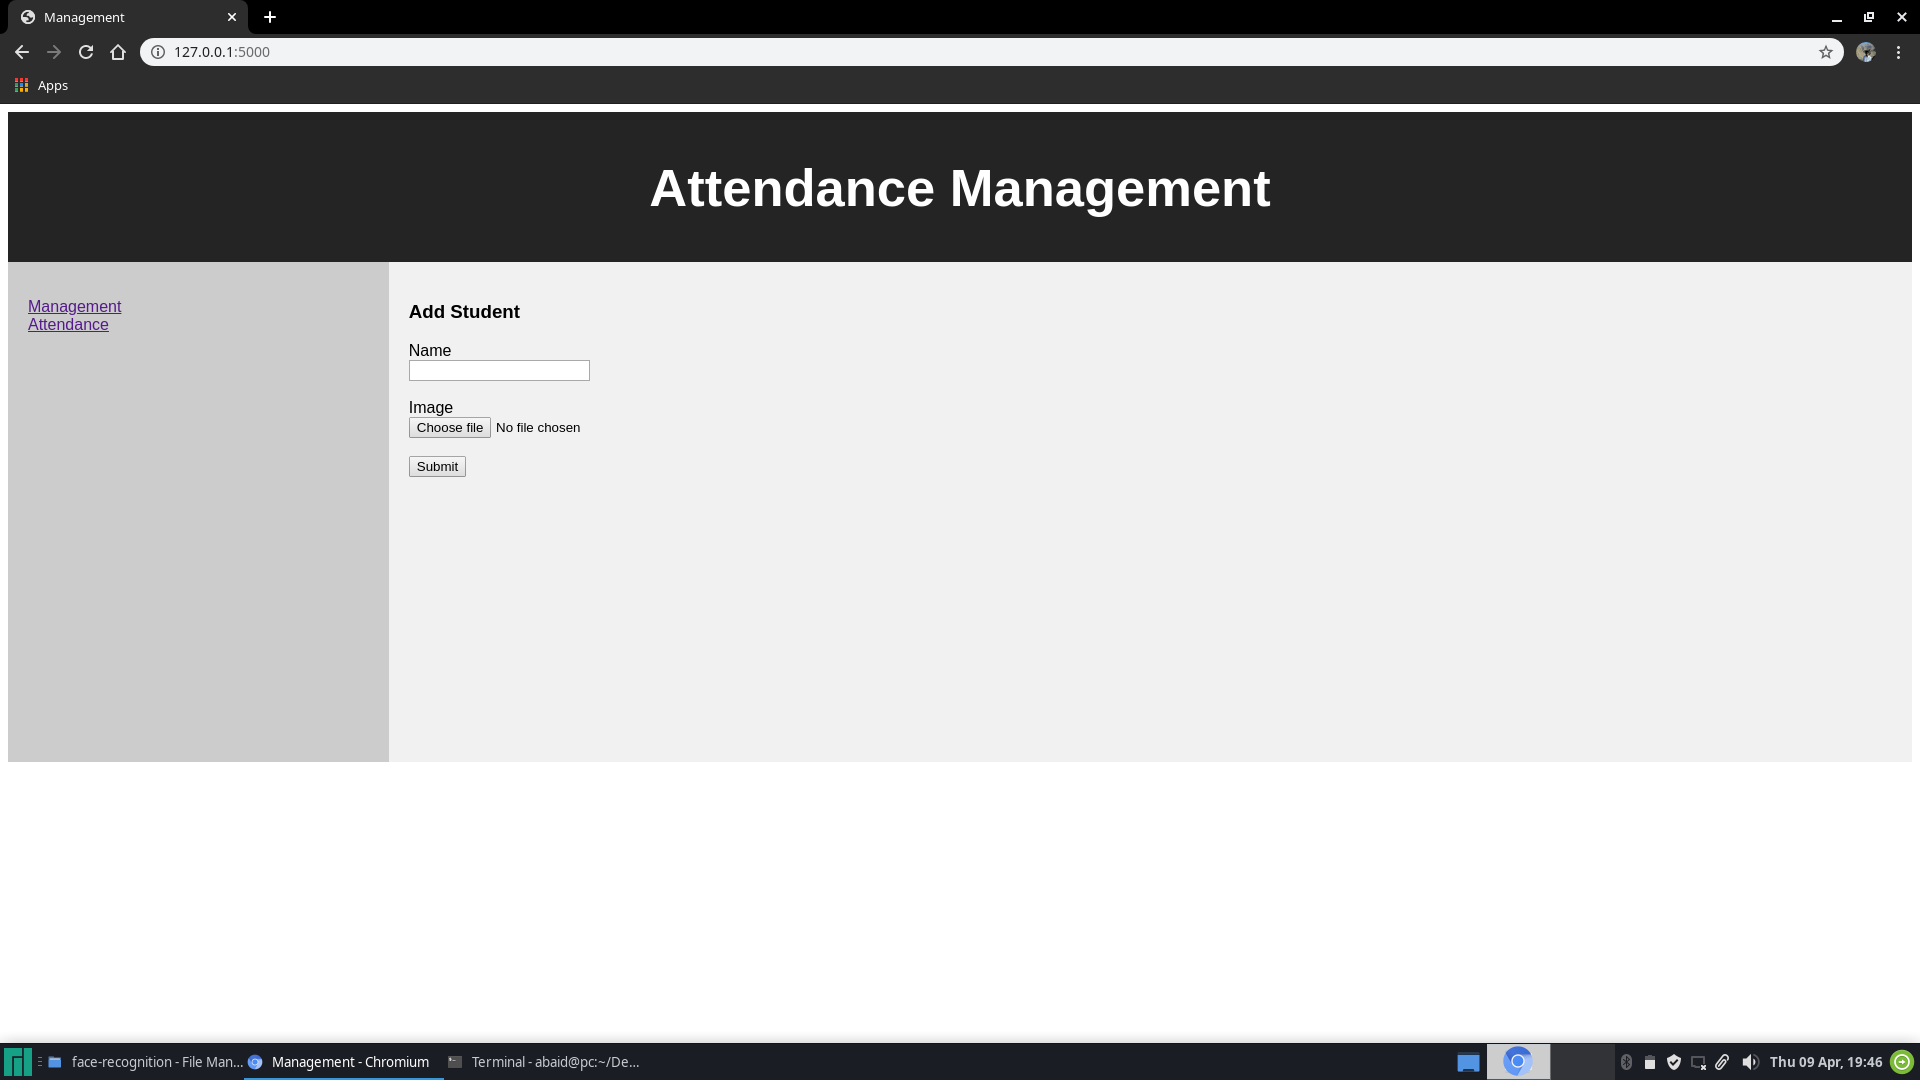 Management
127.0.0.1:5000
Apps
Attendance Management
Management
Attendance
Add Student
Name
Image
Choose file No file chosen
Submit
face-recognition - File Man... Management - Chromium Terminal - abaid@pc:~/De... Thu 09 Apr, 19:46